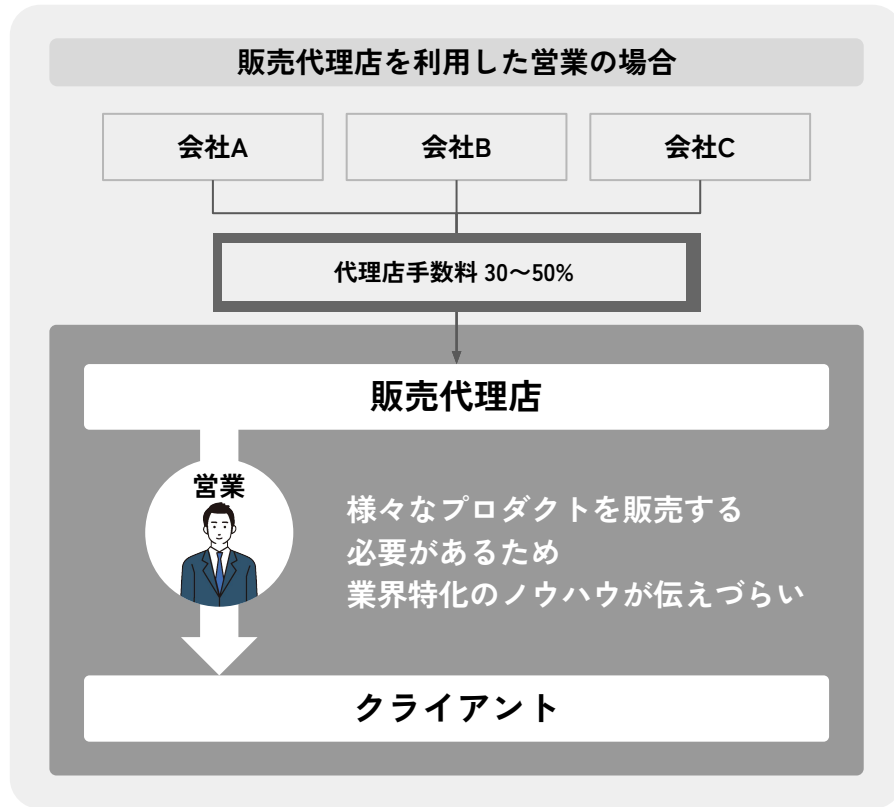 販売代理店を利用した営業の場合
会社A
会社B
会社C
代理店手数料 30〜50%
販売代理店
営業
様々なプロダクトを販売する
必要があるため
業界特化のノウハウが伝えづらい
クライアント